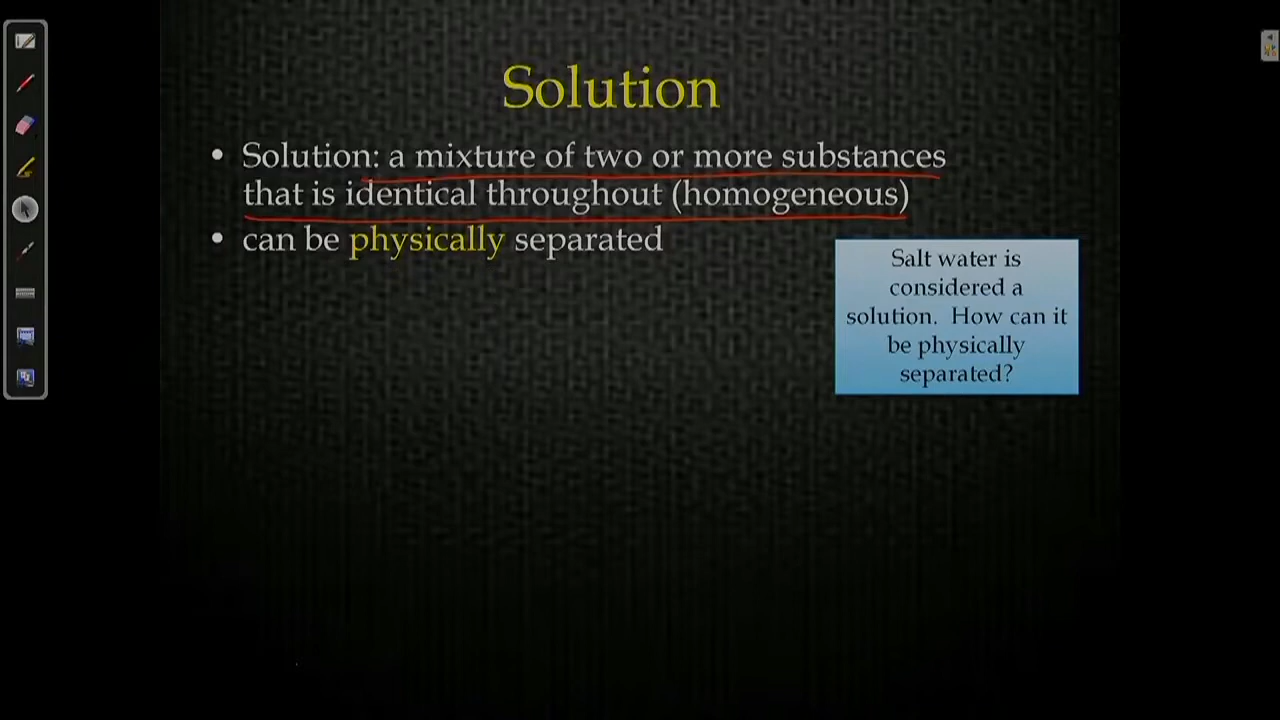 Solution
• Solution: a mixture of two or more substances
that is identical throughout (homogeneous)
• can be physically separated
Salt water is
considered a
solution.  How can it
be physically
separated?